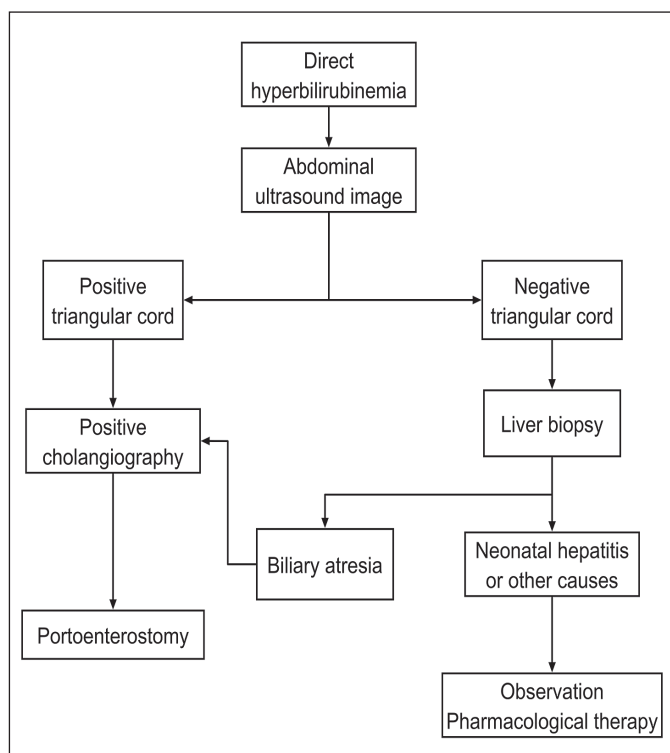 Direct
hyperbilirubinemia
Abdominal
ultrasound image
Positive
triangular cord
Negative
triangular cord
Positive
cholangiography
Liver biopsy
Biliary atresia
Neonatal hepatitis
or other causes
Portoenterostomy
Observation
Pharmacological therapy